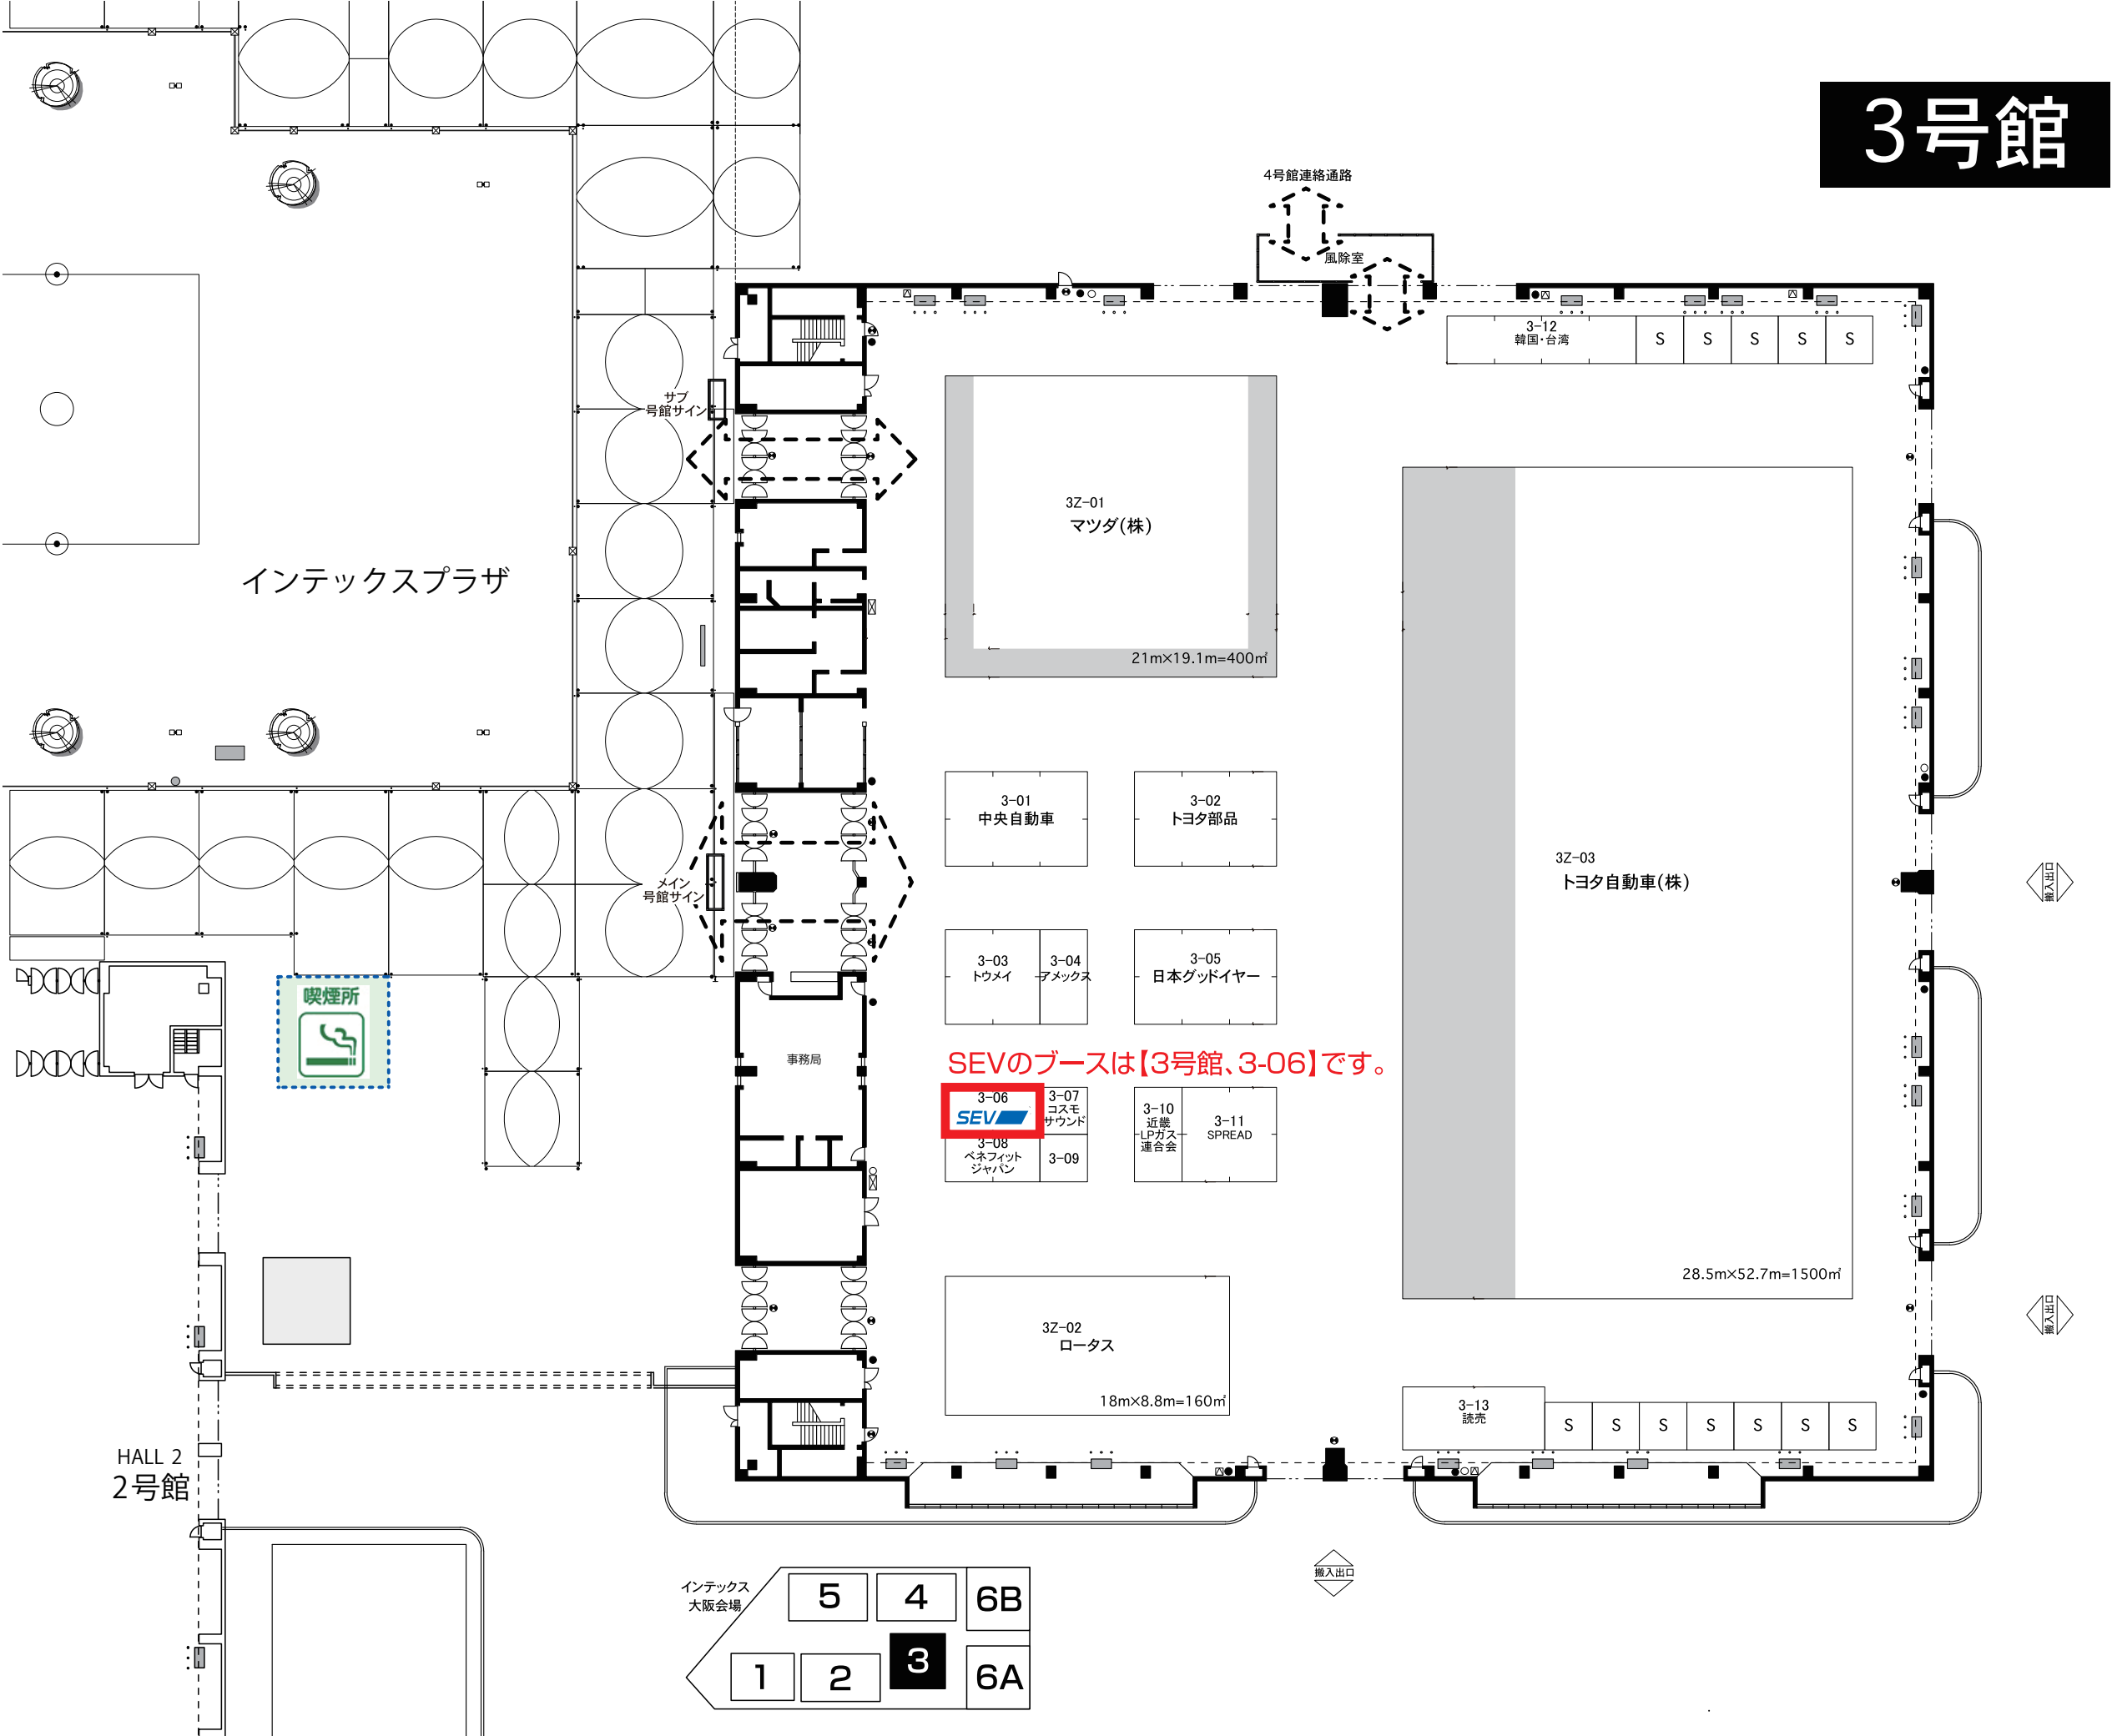 3号館
4号館連絡通路
風除室
3-12
韓国・台湾
S
S
S
S
S
サブ
号館サイン
3Z-01
マツダ(株)
21m×19.1m=400㎡
インテックスプラザ
3-01
中央自動車
3-02
トヨタ部品
3Z-03
トヨタ自動車(株)
28.5m×52.7m=1500㎡
搬入出口
メイン
号館サイン
3-03
トウメイ
3-04
アメックス
3-05
日本グッドイヤー
喫煙所
事務局
SEVのブースは【3号館、3-06】です。
3-06
SEV
3-07
コスモ
サウンド
3-08
ベネフィット
ジャパン
3-09
3-10
近畿
LPガス
連合会
3-11
SPREAD
搬入出口
3Z-02
ロータス
18m×8.8m=160㎡
3-13
読売
S
S
S
S
S
S
S
HALL 2
2号館
搬入出口
インテックス
大阪会場
5
4
6B
1
2
3
6A